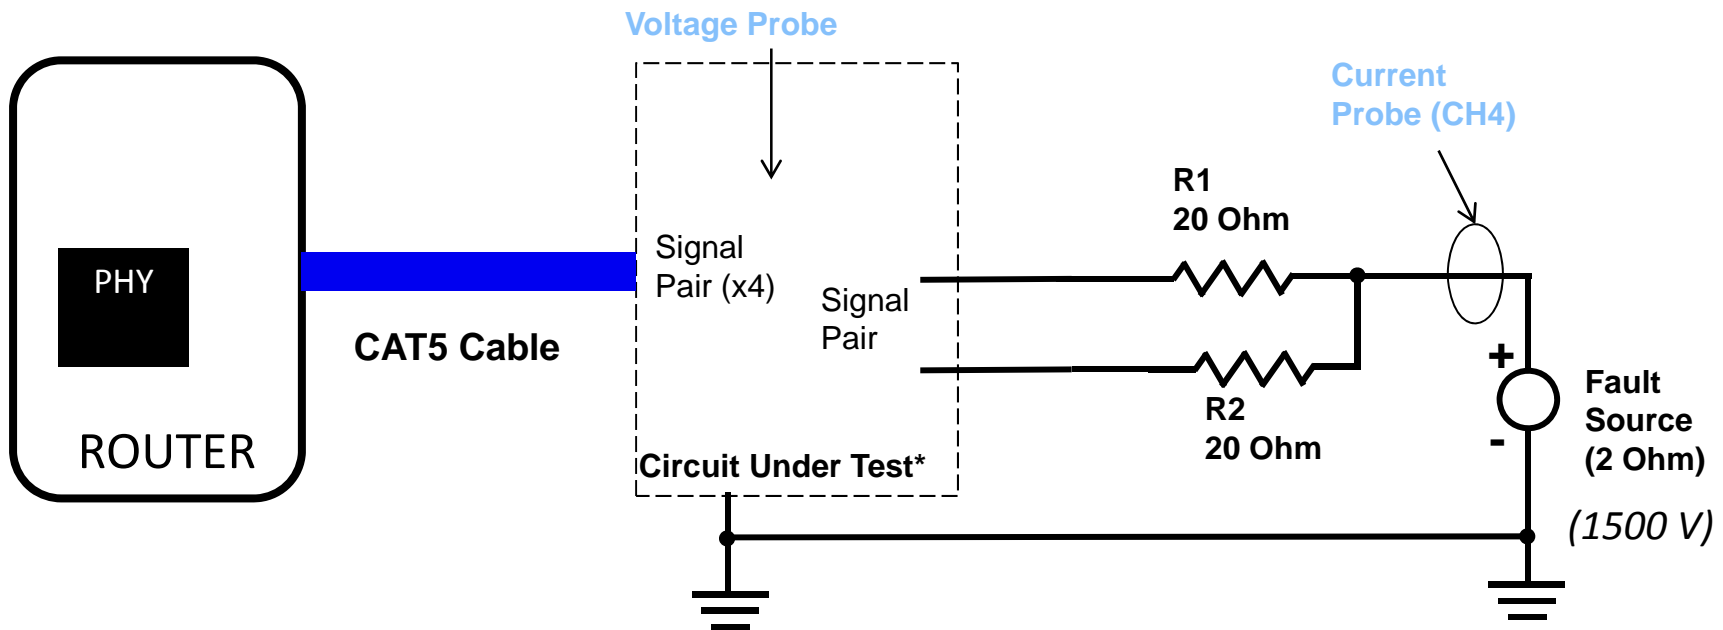 Voltage Probe
Current
Probe (CH4)
R1
20 Ohm
Signal
Pair (x4)
PHY
Signal
Pair
CAT5 Cable
+
Fault
Source
(2 Ohm)
-
R2
20 Ohm
ROUTER
Circuit Under Test*
(1500 V)